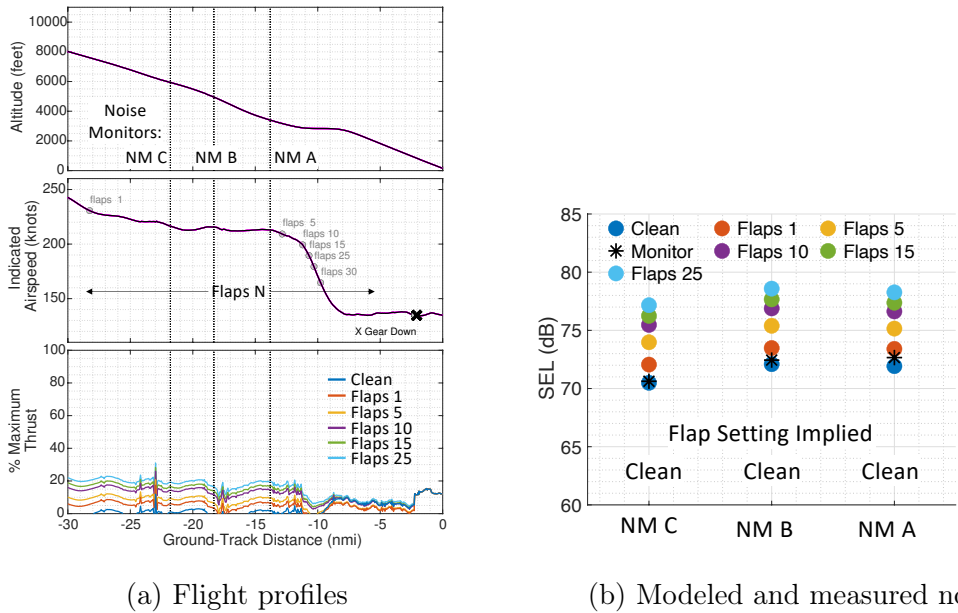 10000
8000
6000
4000
2000
0
Altitude (feet)
Noise
Monitors:
NM C
NM B
NM A
250
200
150
Indicated
Airspeed (knots)
flaps 1
flaps 5
flaps 10
flaps 15
flaps 25
flaps 30
Flaps N
X Gear Down
100
80
60
40
20
0
% Maximum
Thrust
Clean
Flaps 1
Flaps 5
Flaps 10
Flaps 15
Flaps 25
-30
-25
-20
-15
-10
-5
0
Ground-Track Distance (nmi)
(a) Flight profiles
85
80
75
70
65
60
SEL (dB)
Clean
Flaps 1
Flaps 5
Monitor
Flaps 10
Flaps 15
Flaps 25
Flap Setting Implied
Clean
Clean
Clean
NM C
NM B
NM A
(b) Modeled and measured